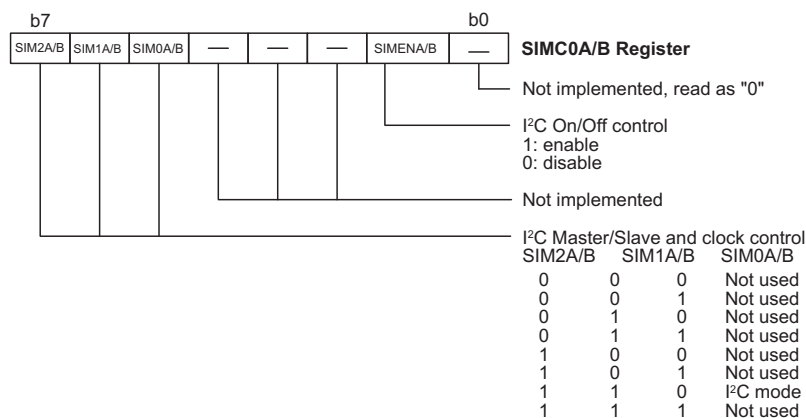 b7 b0
SIM2A/B SIM1A/B SIM0A/B — — — SIMENA/B — SIMC0A/B Register
Not implemented, read as "0"
I²C On/Off control
1: enable
0: disable
Not implemented
I²C Master/Slave and clock control
SIM2A/B SIM1A/B SIM0A/B
0 0 0 Not used
0 0 1 Not used
0 1 0 Not used
0 1 1 Not used
1 0 0 Not used
1 0 1 Not used
1 1 0 I²C mode
1 1 1 Not used